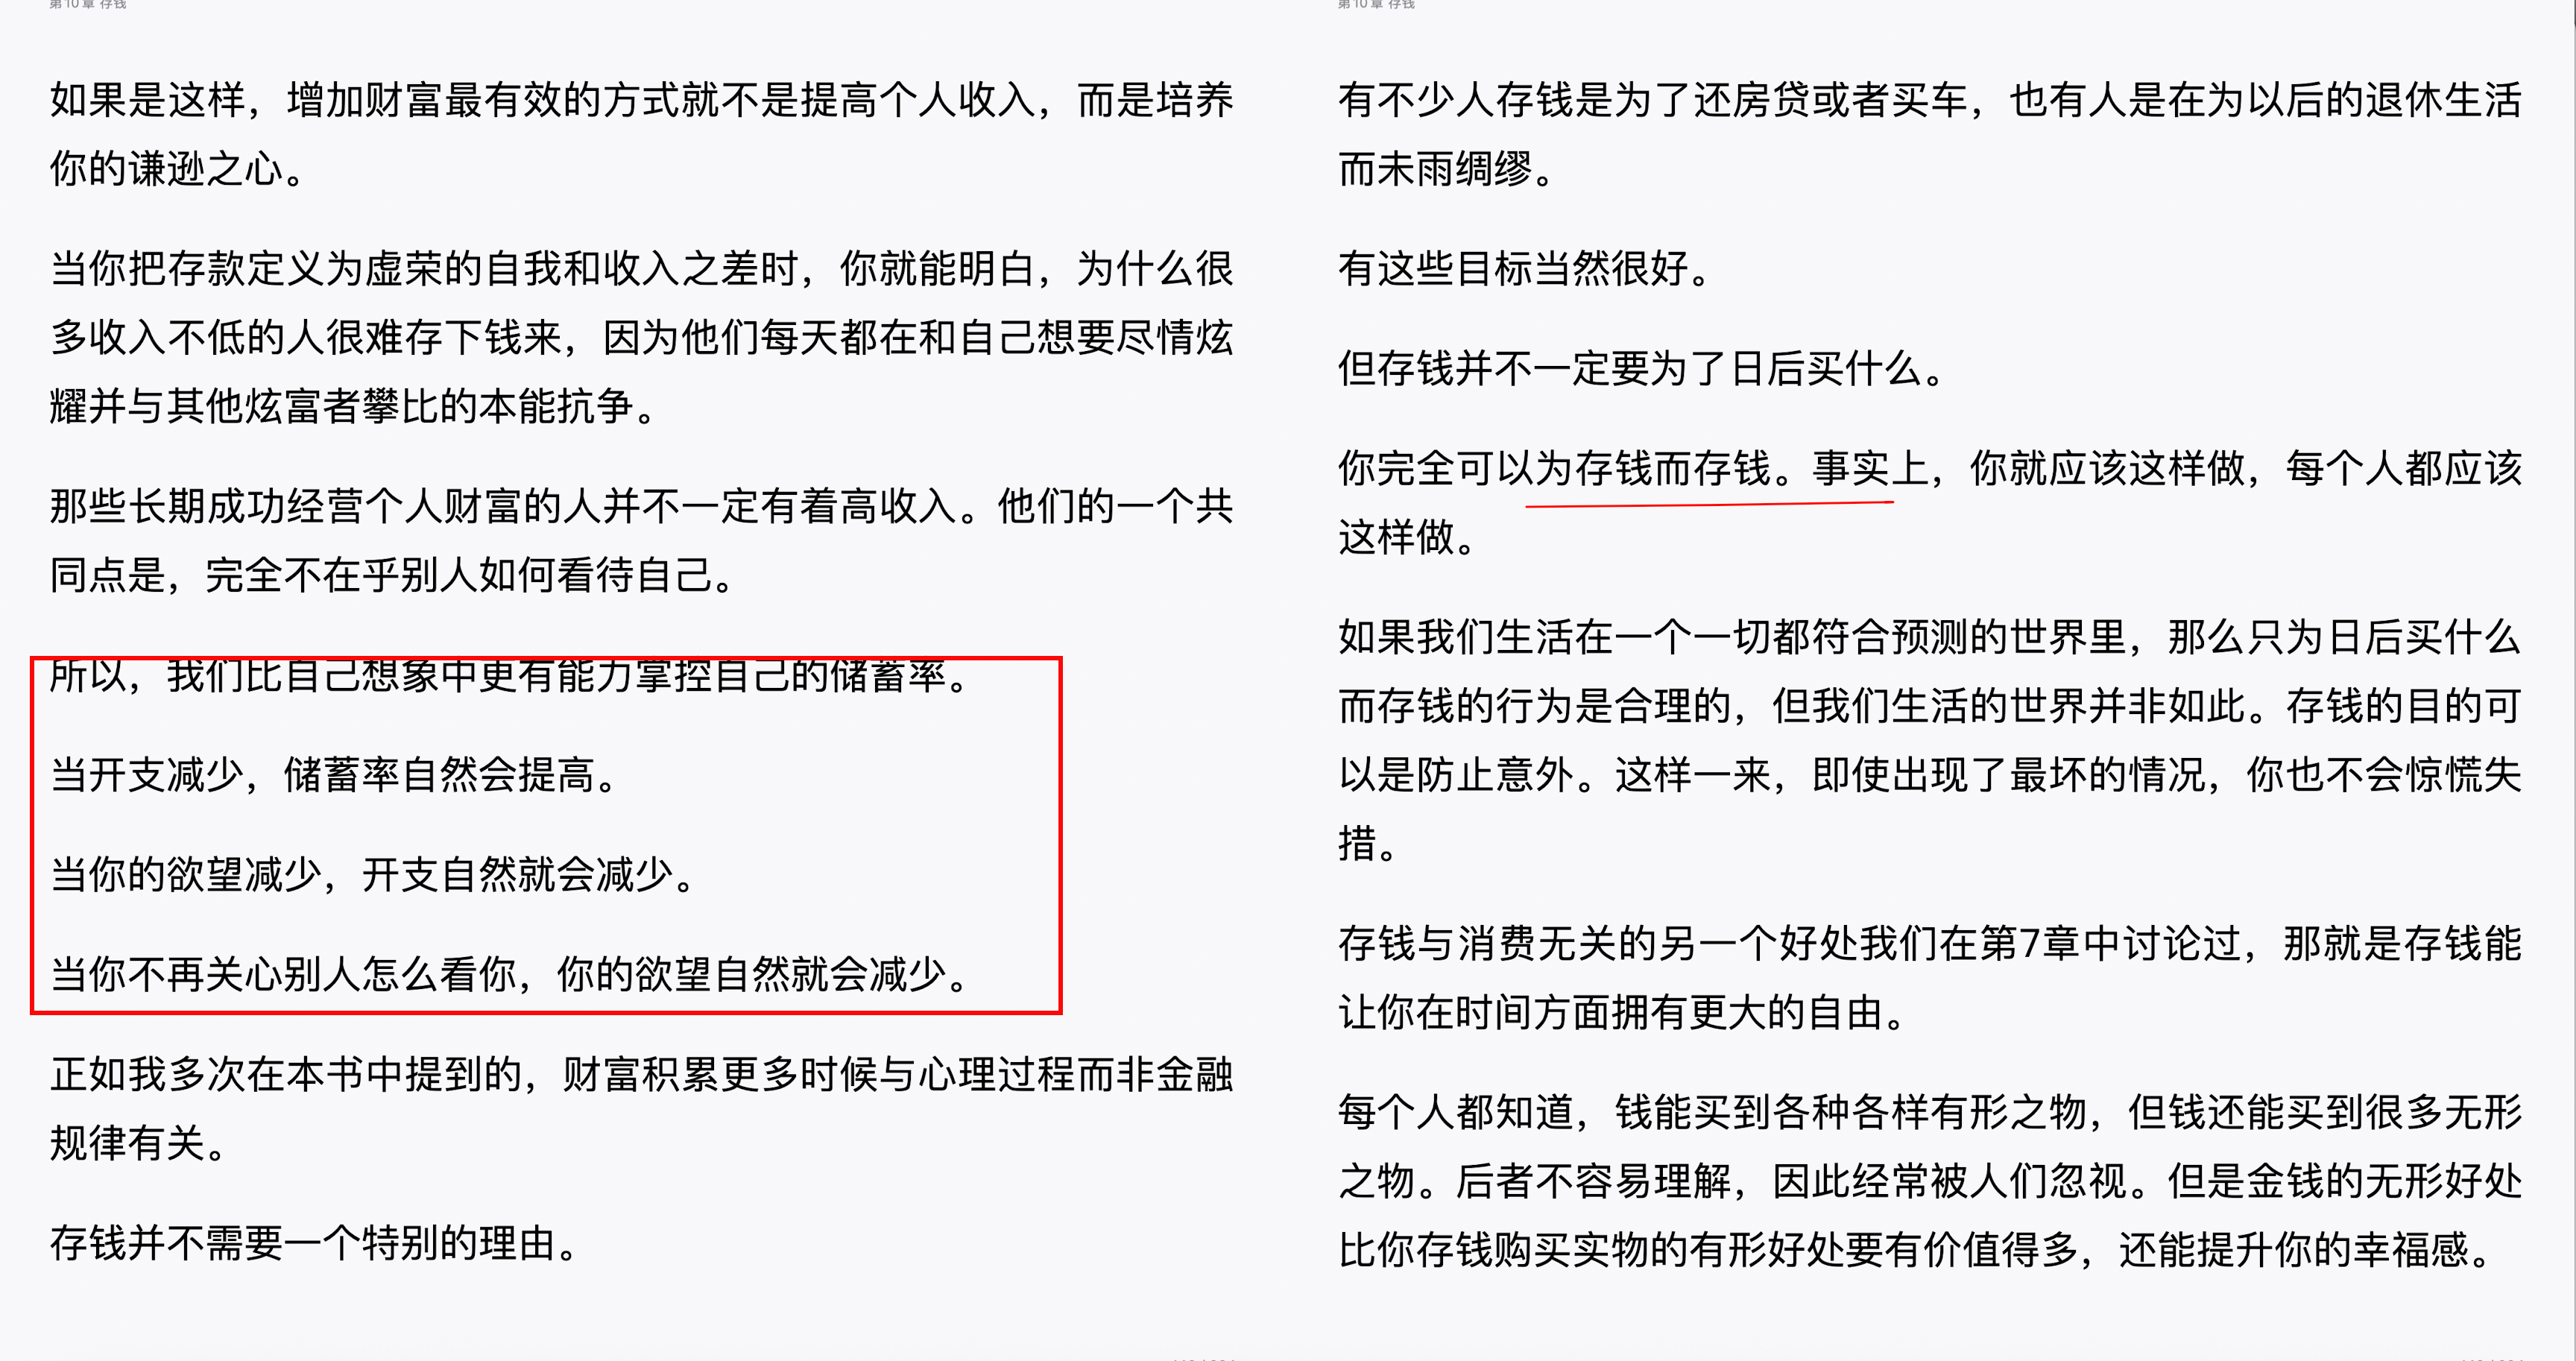 第10章 存钱
如果是这样，增加财富最有效的方式就不是提高个人收入，而是培养
你的谦逊之心。
当你把存款定义为虚荣的自我和收入之差时，你就能明白，为什么很
多收入不低的人很难存下钱来，因为他们每天都在和自己想要尽情炫
耀并与其他炫富者攀比的本能抗争。
那些长期成功经营个人财富的人并不一定有着高收入。他们的一个共
同点是，完全不在乎别人如何看待自己。
所以，我们比自己想象中更有能力掌控自己的储蓄率。
当开支减少，储蓄率自然会提高。
当你的欲望减少，开支自然就会减少。
当你不再关心别人怎么看你，你的欲望自然就会减少。
正如我多次在本书中提到的，财富积累更多时候与心理过程而非金融
规律有关。
存钱并不需要一个特别的理由。
第10章 存钱
有不少人存钱是为了还房贷或者买车，也有人是在为以后的退休生活
而未雨绸缪。
有这些目标当然很好。
但存钱并不一定要为了日后买什么。
你完全可以为存钱而存钱。事实上，你就应该这样做，每个人都应该
这样做。
如果我们生活在一个一切都符合预测的世界里，那么只为日后买什么
而存钱的行为是合理的，但我们生活的世界并非如此。存钱的目的可
以是防止意外。这样一来，即使出现了最坏的情况，你也不会惊慌失
措。
存钱与消费无关的另一个好处我们在第7章中讨论过，那就是存钱能
让你在时间方面拥有更大的自由。
每个人都知道，钱能买到各种各样有形之物，但钱还能买到很多无形
之物。后者不容易理解，因此经常被人们忽视。但是金钱的无形好处
比你存钱购买实物的有形好处要有价值得多，还能提升你的幸福感。